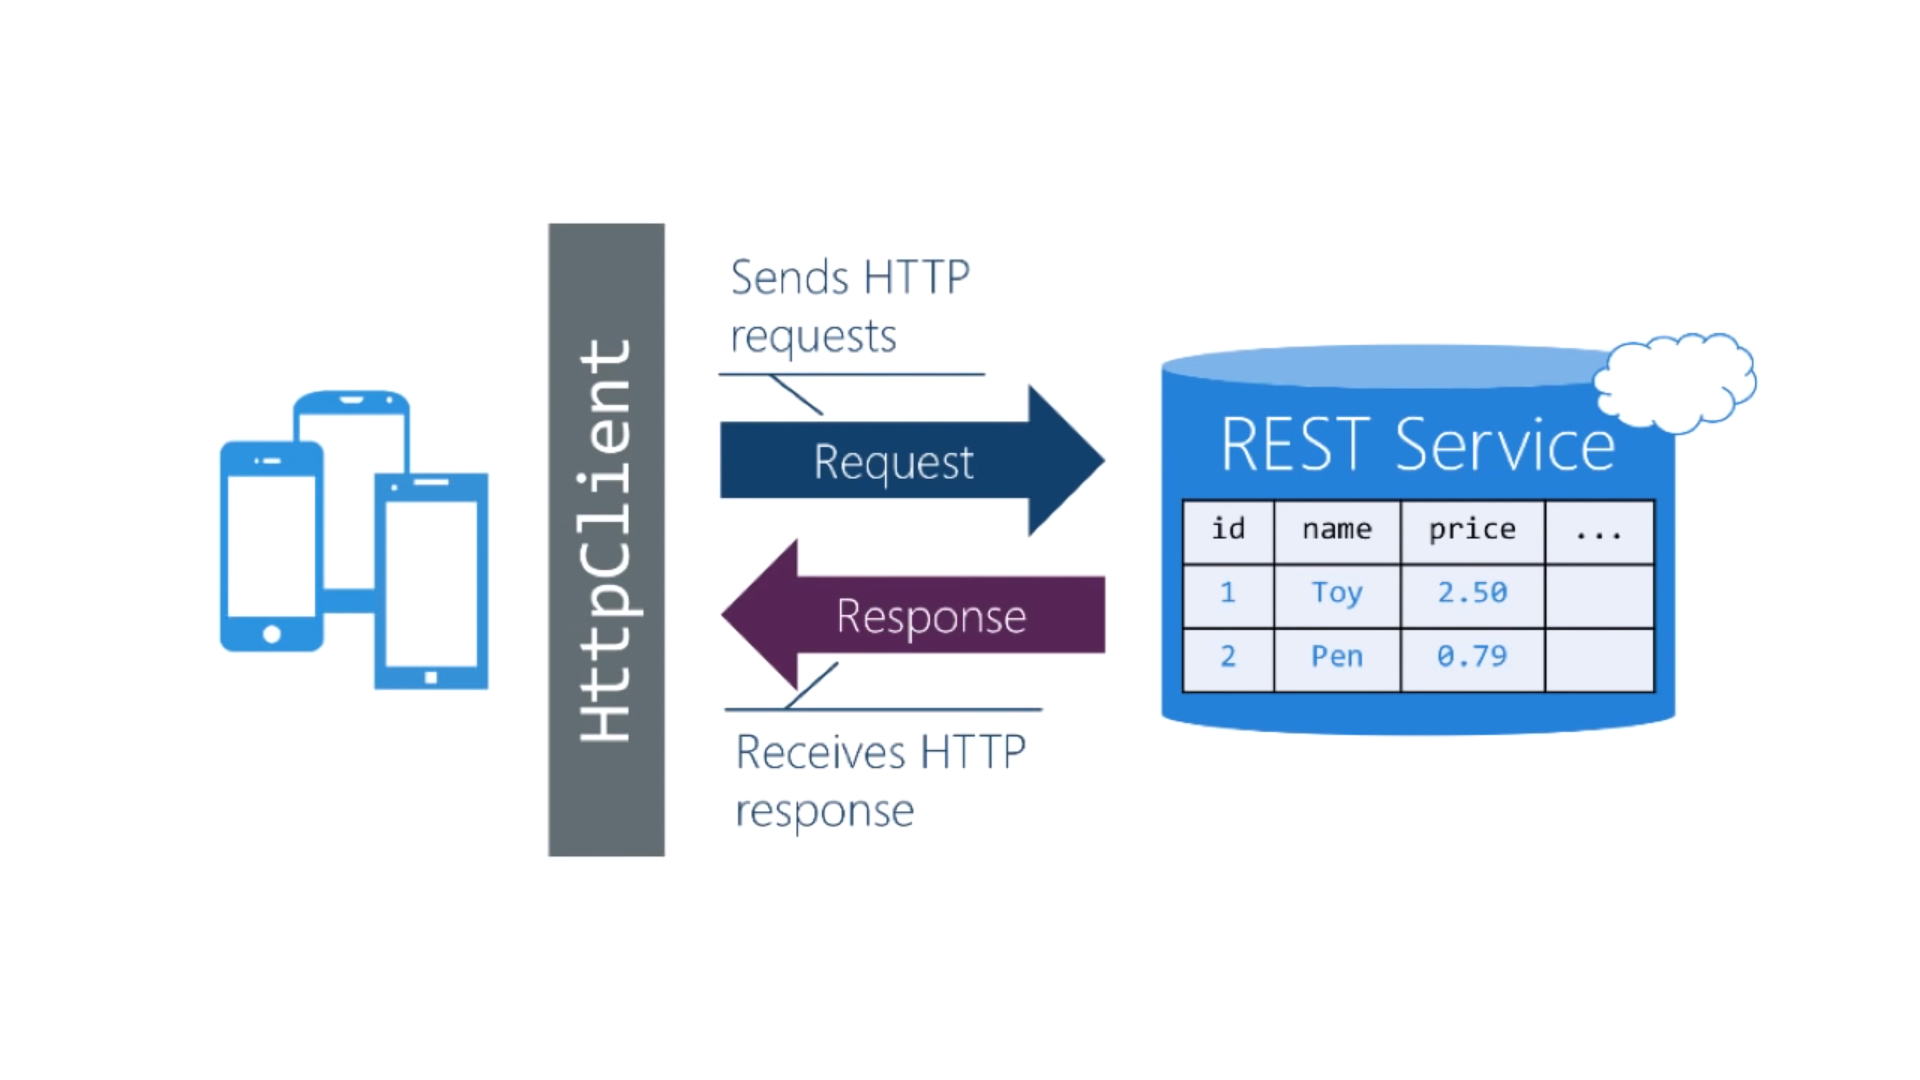 HttpClient
Sends HTTP
requests
Request
Response
Receives HTTP
response
REST Service
id name price ...
1 Toy 2.50
2 Pen 0.79